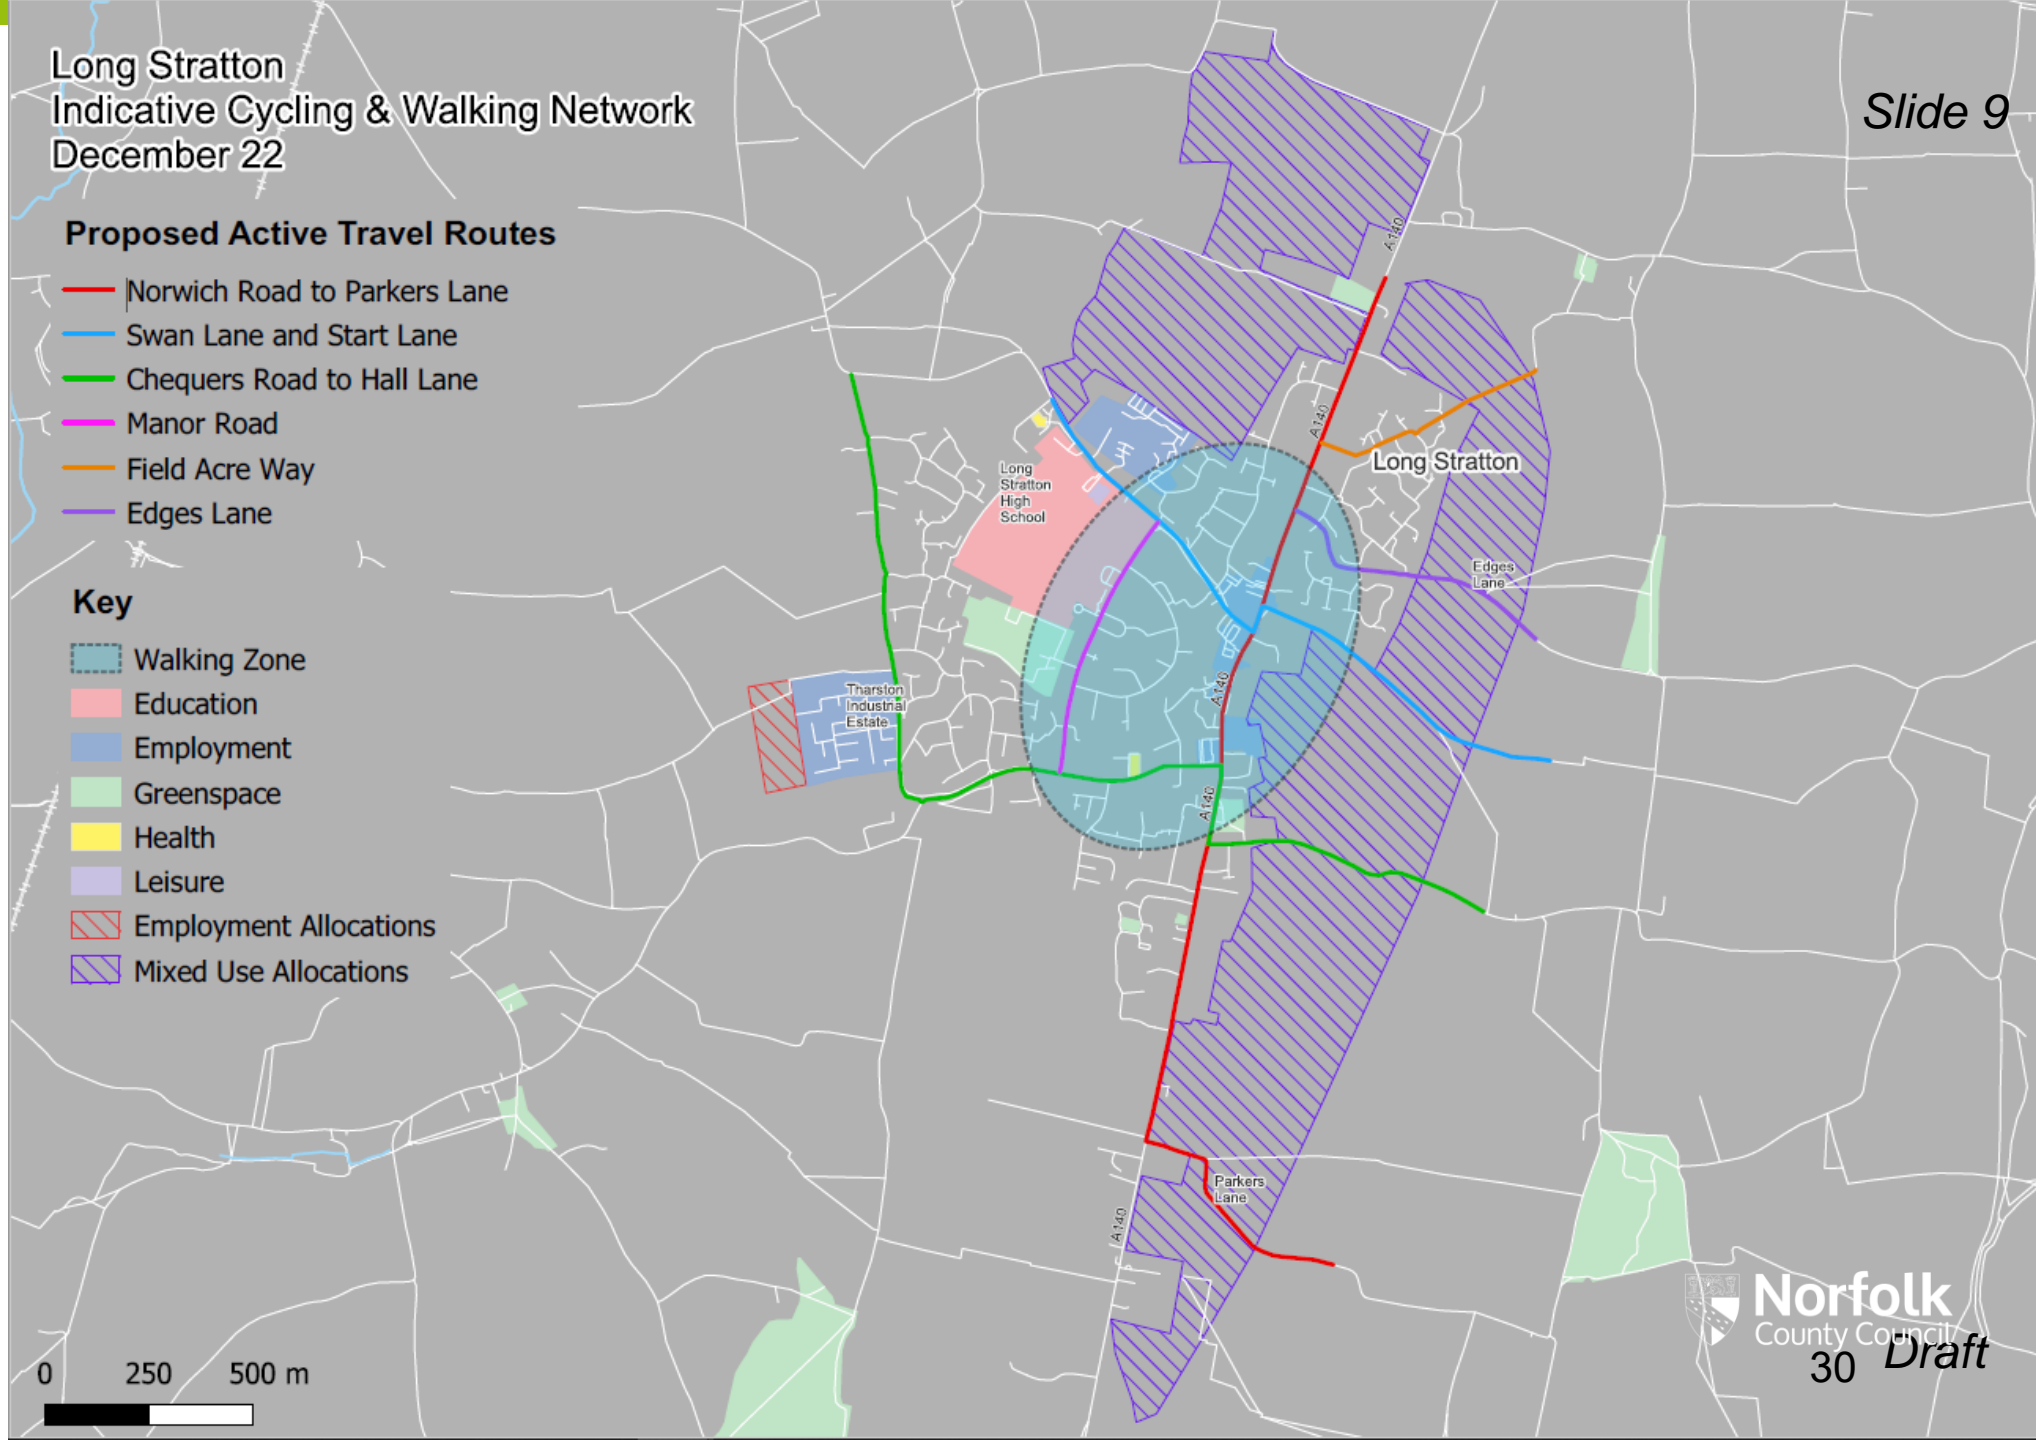 Long Stratton
Indicative Cycling & Walking Network
December 22
Slide 9
Proposed Active Travel Routes
Norwich Road to Parkers Lane
Swan Lane and Start Lane
Chequers Road to Hall Lane
Manor Road
Field Acre Way
Edges Lane
Key
Walking Zone
Education
Employment
Greenspace
Health
Leisure
Employment Allocations
Mixed Use Allocations
A140
A140
Long Stratton
Long
Stratton
High
School
Edges
Lane
Tharston
Industrial
Estate
A140
A140
Parkers
Lane
A140
0 250 500 m
Norfolk
County Council
30 Draft